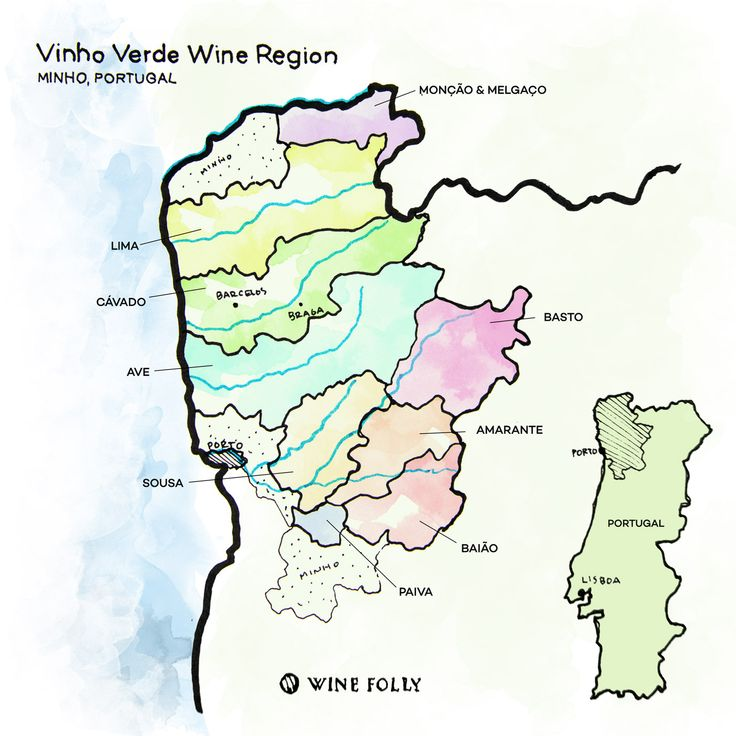 Vinho Verde Wine Region
MINHO, PORTUGAL
MONÇÃO & MELGAÇO
MINHO
LIMA
CÁVADO
BARCELOS
BRAGA
BASTO
AVE
AMARANTE
PORTO
SOUSA
BAIÃO
PAIVA
MINHO
PORTO
PORTUGAL
LISBOA
WINE FOLLY